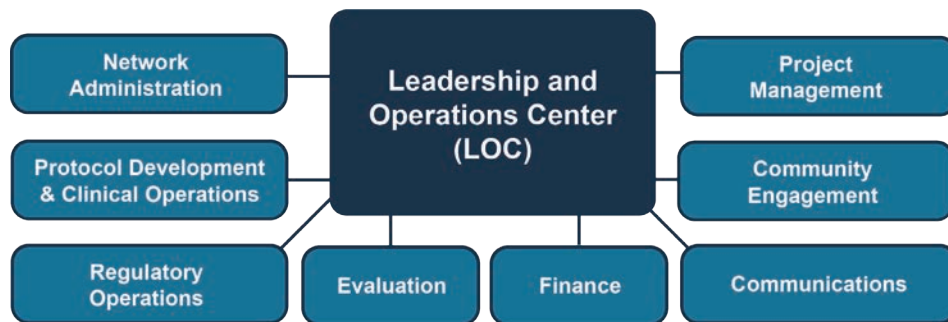 Network
Administration
Leadership and
Operations Center
(LOC)
Project
Management
Protocol Development
& Clinical Operations
Community
Engagement
Regulatory
Operations
Evaluation
Finance
Communications